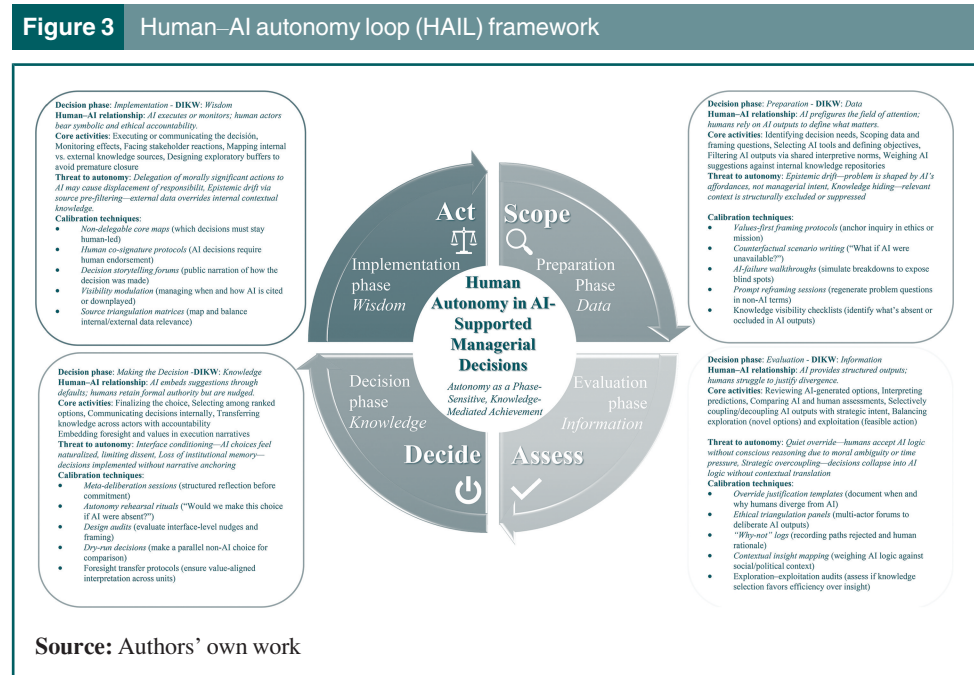 Figure 3 Human–AI autonomy loop (HAIL) framework
Decision phase: Implementation - DIKW: Wisdom
Human–AI relationship: AI executes or monitors; human actors
bear symbolic and ethical accountability.
Core activities: Executing or communicating the decisión,
Monitoring effects, Facing stakeholder reactions, Mapping internal
vs. external knowledge sources, Designing exploratory buffers to
avoid premature closure
Threat to autonomy: Delegation of morally significant actions to
AI may cause displacement of responsibilit, Epistemic drift via
source pre-filtering—external data overrides internal contextual
knowledge.
Calibration techniques:
• Non-delegable core maps (which decisions must stay
human-led)
• Human co-signature protocols (AI decisions require
human endorsement)
• Decision storytelling forums (public narration of how the
decision was made)
• Visibility modulation (managing when and how AI is cited
or downplayed)
• Source triangulation matrices (map and balance
internal/external data relevance)
Decision phase: Preparation - DIKW: Data
Human–AI relationship: AI prefigures the field of attention;
humans rely on AI outputs to define what matters.
Core activities: Identifying decision needs, Scoping data and
framing questions, Selecting AI tools and defining objectives,
Filtering AI outputs via shared interpretive norms, Weighing AI
suggestions against internal knowledge repositories
Threat to autonomy: Epistemic drift—problem is shaped by AI's
affordances, not managerial intent, Knowledge hiding—relevant
context is structurally excluded or suppressed
Calibration techniques:
• Values-first framing protocols (anchor inquiry in ethics or
mission)
• Counterfactual scenario writing (“What if AI were
unavailable?”)
• AI-failure walkthroughs (simulate breakdowns to expose
blind spots)
• Prompt reframing sessions (regenerate problem questions
in non-AI terms)
• Knowledge visibility checklists (identify what's absent or
occluded in AI outputs)
Act
Implementation
phase
Wisdom
Scope
Preparation
Phase
Data
Human
Autonomy in AI-
Supported
Managerial
Decisions
Autonomy as a Phase-
Sensitive, Knowledge-
Mediated Achievement
Decision
phase
Knowledge
Decide
Evaluation
phase
Information
Assess
Decision phase: Making the Decision -DIKW: Knowledge
Human–AI relationship: AI embeds suggestions through
defaults; humans retain formal authority but are nudged.
Core activities: Finalizing the choice, Selecting among ranked
options, Communicating decisions internally, Transferring
knowledge across actors with accountability
Embedding foresight and values in execution narratives
Threat to autonomy: Interface conditioning—AI choices feel
naturalized, limiting dissent, Loss of institutional memory—
decisions implemented without narrative anchoring
Calibration techniques:
• Meta-deliberation sessions (structured reflection before
commitment)
• Autonomy rehearsal rituals (“Would we make this choice
if AI were absent?”)
• Design audits (evaluate interface-level nudges and
framing)
• Dry-run decisions (make a parallel non-AI choice for
comparison)
• Foresight transfer protocols (ensure value-aligned
interpretation across units)
Decision phase: Evaluation - DIKW: Information
Human–AI relationship: AI provides structured outputs;
humans struggle to justify divergence.
Core activities: Reviewing AI-generated options, Interpreting
predictions, Comparing AI and human assessments, Selectively
coupling/decoupling AI outputs with strategic intent, Balancing
exploration (novel options) and exploitation (feasible action)
Threat to autonomy: Quiet override—humans accept AI logic
without conscious reasoning due to moral ambiguity or time
pressure, Strategic overcoupling—decisions collapse into AI
logic without contextual translation
Calibration techniques:
• Override justification templates (document when and
why humans diverge from AI)
• Ethical triangulation panels (multi-actor forums to
deliberate AI outputs)
• “Why-not” logs (recording paths rejected and human
rationale)
• Contextual insight mapping (weighing AI logic against
social/political context)
• Exploration–exploitation audits (assess if knowledge
selection favors efficiency over insight)
Source: Authors' own work